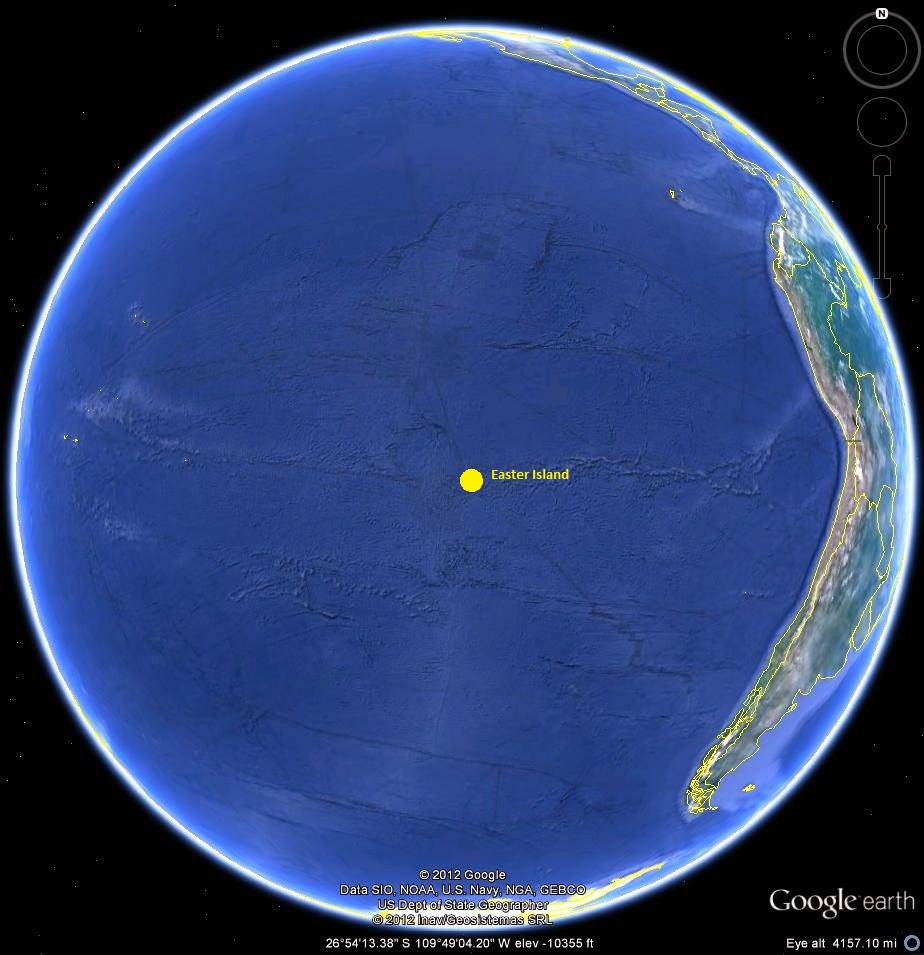 N
Easter Island
© 2012 Google
Data SIO, NOAA, U.S. Navy, NGA, GEBCO
US Dept of State Geographer
© 2012 Inav/Geosistemas SRL
Google earth
26°54'13.38" S 109°49'04.20" W elev -10355 ft
Eye alt 4157.10 mi